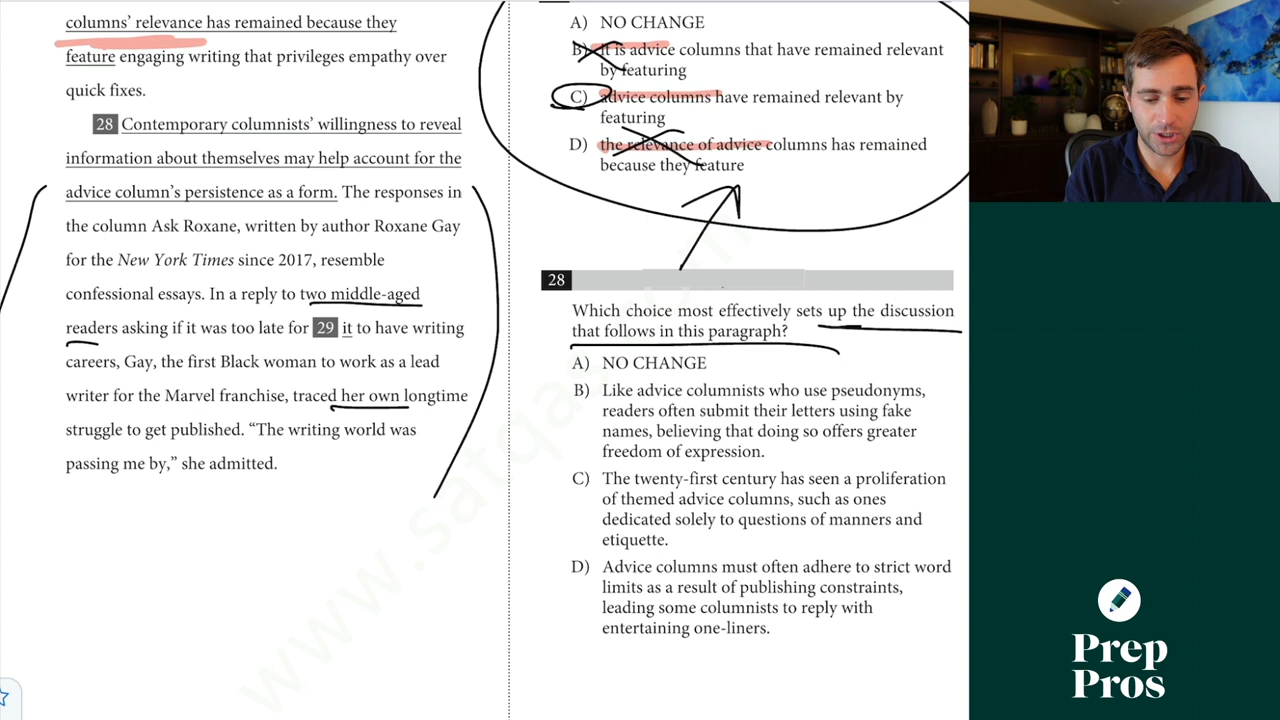 columns’ relevance has remained because they
feature engaging writing that privileges empathy over
quick fixes.
28 Contemporary columnists’ willingness to reveal
information about themselves may help account for the
advice column’s persistence as a form. The responses in
the column Ask Roxane, written by author Roxane Gay
for the New York Times since 2017, resemble
confessional essays. In a reply to two middle-aged
readers asking if it was too late for 29 it to have writing
careers, Gay, the first Black woman to work as a lead
writer for the Marvel franchise, traced her own longtime
struggle to get published. “The writing world was
passing me by,” she admitted.
A) NO CHANGE
B) it is advice columns that have remained relevant
by featuring
C) advice columns have remained relevant by
featuring
D) the relevance of advice columns has remained
because they feature
28
Which choice most effectively sets up the discussion
that follows in this paragraph?
A) NO CHANGE
B) Like advice columnists who use pseudonyms,
readers often submit their letters using fake
names, believing that doing so offers greater
freedom of expression.
C) The twenty-first century has seen a proliferation
of themed advice columns, such as ones
dedicated solely to questions of manners and
etiquette.
D) Advice columns must often adhere to strict word
limits as a result of publishing constraints,
leading some columnists to reply with
entertaining one-liners.
Prep
Pros